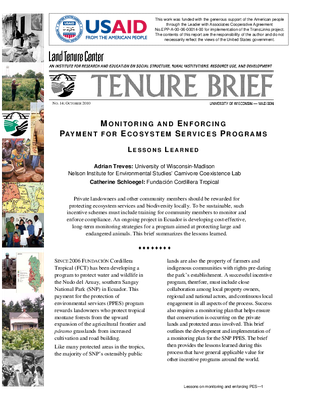 USAID
FROM THE AMERICAN PEOPLE
This work was funded with the generous support of the American people
through the Leader with Associates Cooperative Agreement
No.EPP-A-00-06-00014-00 for implementation of the TransLinks project.
The contents of this report are the responsibility of the author and do not
necessarily reflect the views of the United States government.
Land Tenure Center
AN INSTITUTE FOR RESEARCH AND EDUCATION ON SOCIAL STRUCTURE, RURAL INSTITUTIONS, RESOURCE USE, AND DEVELOPMENT
TENURE BRIEF
NO. 14, OCTOBER 2010
UNIVERSITY OF WISCONSIN — MADISON
MONITORING AND ENFORCING
PAYMENT FOR ECOSYSTEM SERVICES PROGRAMS
LESSONS LEARNED
Adrian Treves: University of Wisconsin-Madison
Nelson Institute for Environmental Studies' Carnivore Coexistence Lab
Catherine Schloegel: Fundación Cordillera Tropical
Private landowners and other community members should be rewarded for
protecting ecosystem services and biodiversity locally. To be sustainable, such
incentive schemes must include training for community members to monitor and
enforce compliance. An ongoing project in Ecuador is developing cost-effective,
long-term monitoring strategies for a program aimed at protecting large and
endangered animals. This brief summarizes the lessons learned.
SINCE 2006 FUNDACIÓN Cordillera
Tropical (FCT) has been developing a
program to protect water and wildlife in
the Nudo del Azuay, southern Sangay
National Park (SNP) in Ecuador. This
payment for the protection of
environmental services (PPES) program
rewards landowners who protect tropical
montane forests from the upward
expansion of the agricultural frontier and
páramo grasslands from increased
cultivation and road building.
Like many protected areas in the tropics,
the majority of SNP's ostensibly public
lands are also the property of farmers and
indigenous communities with rights pre-dating
the park's establishment. A successful incentive
program, therefore, must include close
collaboration among local property owners,
regional and national actors, and continuous local
engagement in all aspects of the process. Success
also requires a monitoring plan that helps ensure
that conservation is occurring on the private
lands and protected areas involved. This brief
outlines the development and implementation of
a monitoring plan for the SNP PPES. The brief
then provides the lessons learned during this
process that have general applicable value for
other incentive programs around the world.
Lessons on monitoring and enforcing PES—1